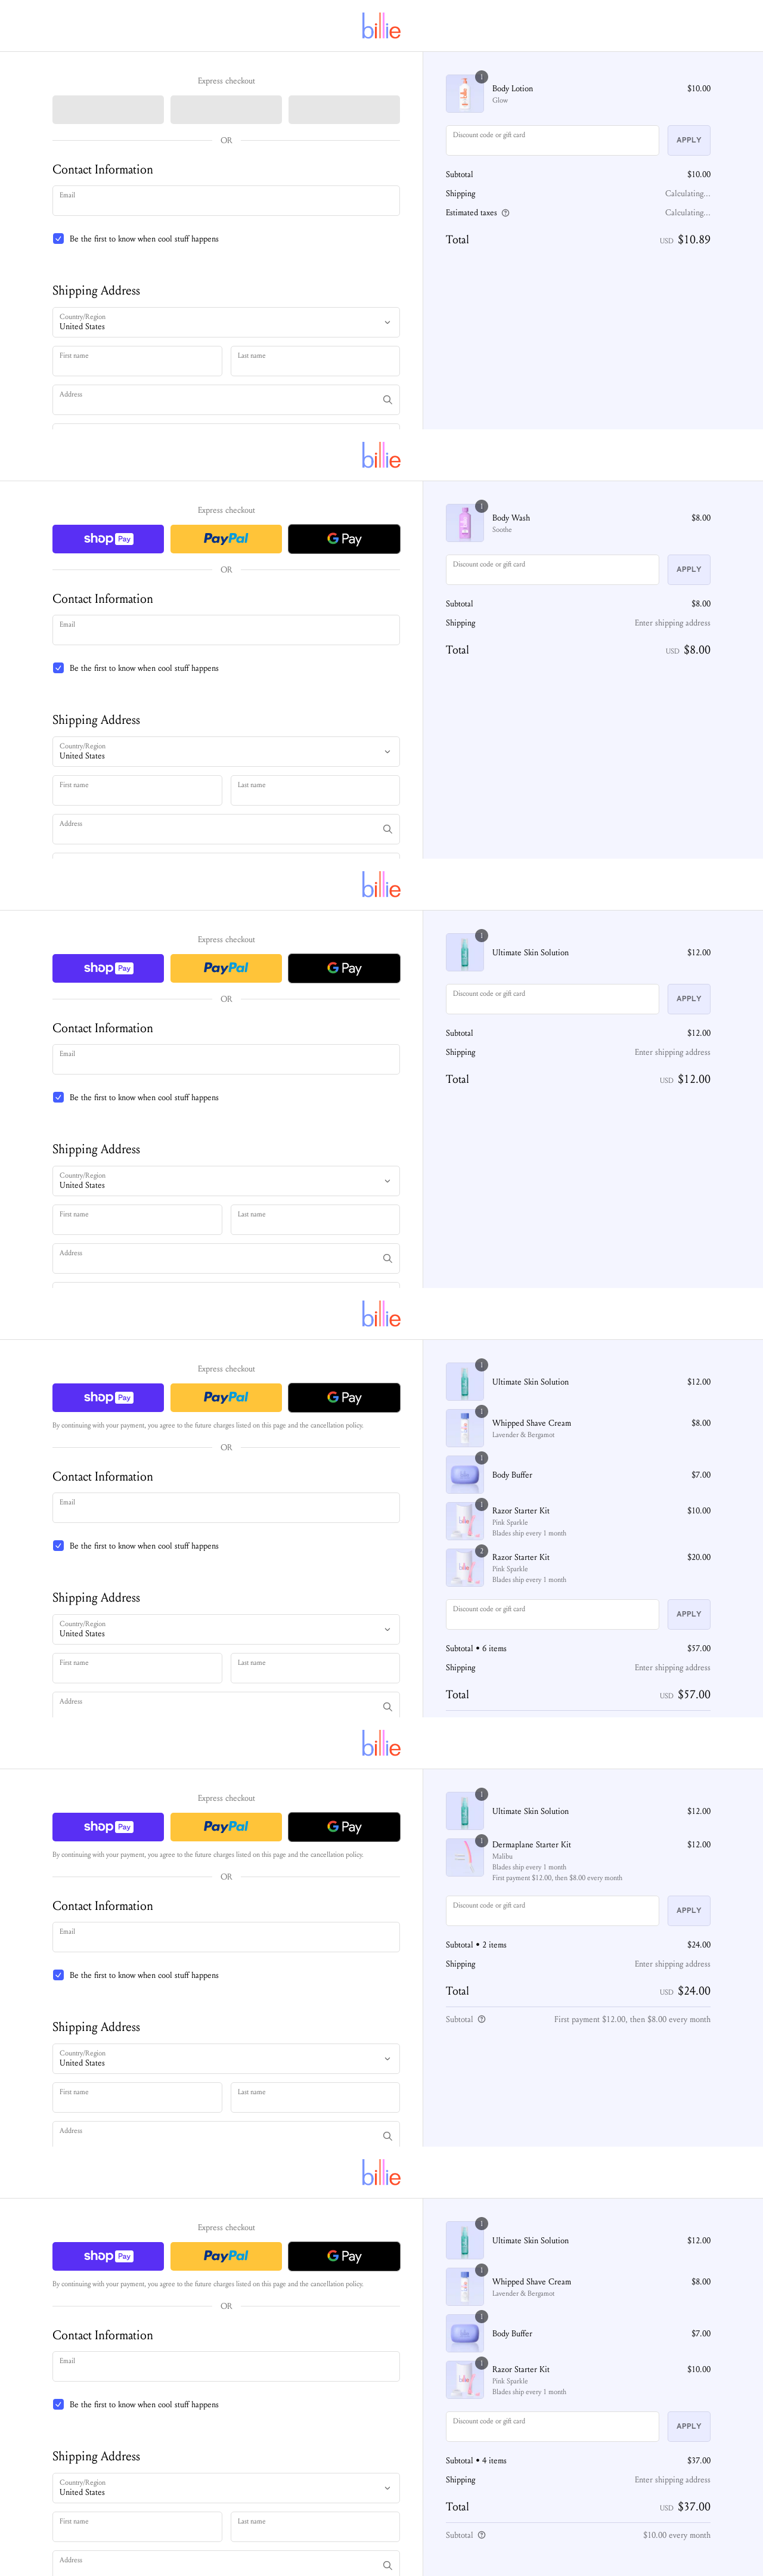 billie
Express checkout
OR
Contact Information
Email
Be the first to know when cool stuff happens
Shipping Address
Country/Region
United States
First name
Last name
Address
1
Body Lotion
$10.00
Glow
Discount code or gift card
APPLY
Subtotal
$10.00
Shipping
Calculating...
Estimated taxes
Calculating...
Total
USD $10.89
billie
Express checkout
shop Pay
PayPal
G Pay
OR
Contact Information
Email
Be the first to know when cool stuff happens
Shipping Address
Country/Region
United States
First name
Last name
Address
1
Body Wash
$8.00
Soothe
Discount code or gift card
APPLY
Subtotal
$8.00
Shipping
Enter shipping address
Total
USD $8.00
billie
Express checkout
shop Pay
PayPal
G Pay
OR
Contact Information
Email
Be the first to know when cool stuff happens
Shipping Address
Country/Region
United States
First name
Last name
Address
1
Ultimate Skin Solution
$12.00
Discount code or gift card
APPLY
Subtotal
$12.00
Shipping
Enter shipping address
Total
USD $12.00
billie
Express checkout
shop Pay
PayPal
G Pay
By continuing with your payment, you agree to the future charges listed on this page and the cancellation policy.
OR
Contact Information
Email
Be the first to know when cool stuff happens
Shipping Address
Country/Region
United States
First name
Last name
Address
1
Ultimate Skin Solution
$12.00
1
Whipped Shave Cream
$8.00
Lavender & Bergamot
1
Body Buffer
$7.00
1
Razor Starter Kit
$10.00
Pink Sparkle
Blades ship every 1 month
2
Razor Starter Kit
$20.00
Pink Sparkle
Blades ship every 1 month
Discount code or gift card
APPLY
Subtotal • 6 items
$57.00
Shipping
Enter shipping address
Total
USD $57.00
billie
Express checkout
shop Pay
PayPal
G Pay
By continuing with your payment, you agree to the future charges listed on this page and the cancellation policy.
OR
Contact Information
Email
Be the first to know when cool stuff happens
Shipping Address
Country/Region
United States
First name
Last name
Address
1
Ultimate Skin Solution
$12.00
1
Dermaplane Starter Kit
$12.00
Malibu
Blades ship every 1 month
First payment $12.00, then $8.00 every month
Discount code or gift card
APPLY
Subtotal • 2 items
$24.00
Shipping
Enter shipping address
Total
USD $24.00
Subtotal
First payment $12.00, then $8.00 every month
billie
Express checkout
shop Pay
PayPal
G Pay
By continuing with your payment, you agree to the future charges listed on this page and the cancellation policy.
OR
Contact Information
Email
Be the first to know when cool stuff happens
Shipping Address
Country/Region
United States
First name
Last name
Address
1
Ultimate Skin Solution
$12.00
1
Whipped Shave Cream
$8.00
Lavender & Bergamot
1
Body Buffer
$7.00
1
Razor Starter Kit
$10.00
Pink Sparkle
Blades ship every 1 month
Discount code or gift card
APPLY
Subtotal • 4 items
$37.00
Shipping
Enter shipping address
Total
USD $37.00
Subtotal
$10.00 every month